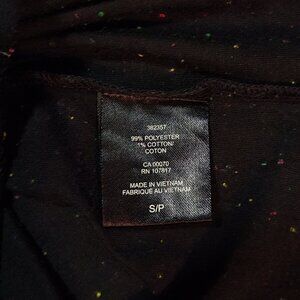 382357
99% POLYESTER
1% COTTON/
COTON
CA 00070
RN 107817
MADE IN VIETNAM
FABRIQUÉ AU VIETNAM
S/P